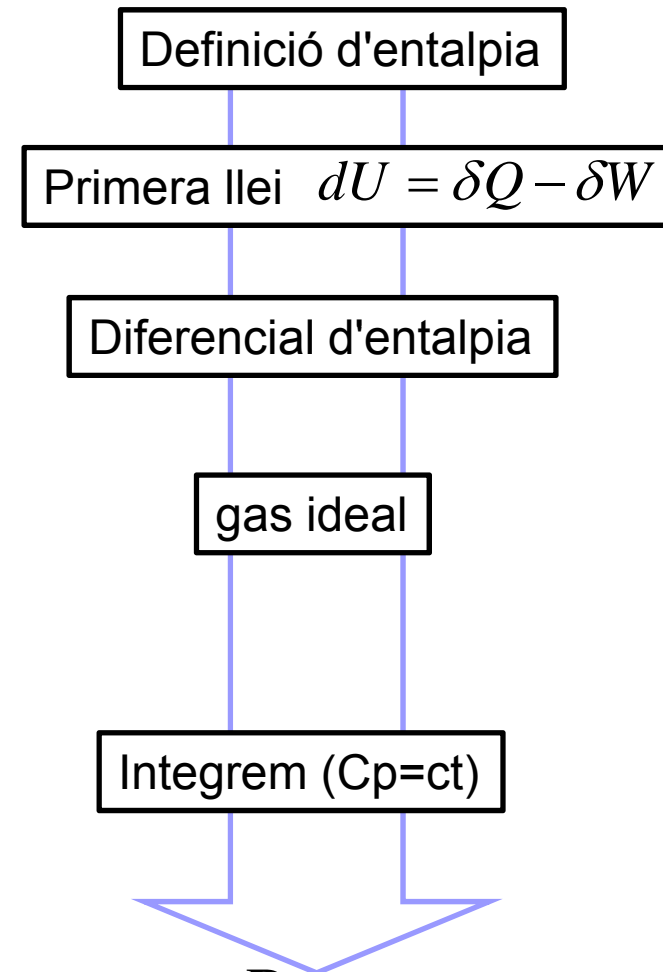 Definició d'entalpia
Primera llei dU = δQ − δW
Diferencial d'entalpia
gas ideal
Integrem (Cp=ct)